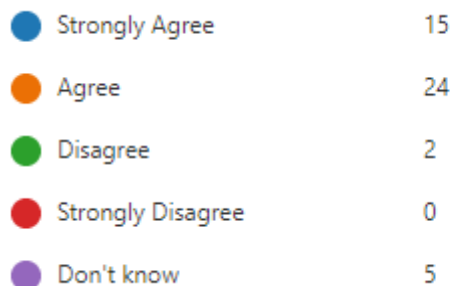 Strongly Agree 15
Agree 24
Disagree 2
Strongly Disagree 0
Don't know 5